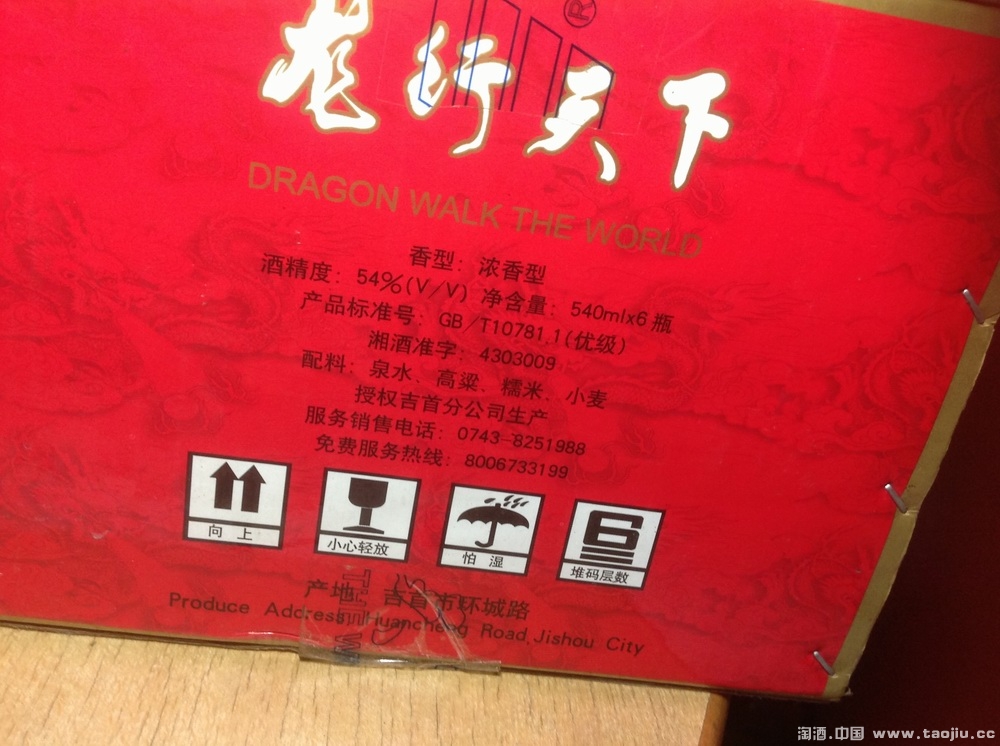 龙行天下
®
DRAGON WALK THE WORLD
香型：浓香型
酒精度：54%(V/V) 净含量：540mlx6瓶
产品标准号：GB/T10781.1(优级)
湘酒准字：4303009
配料：泉水、高粱、糯米、小麦
授权吉首分公司生产
服务销售电话：0743-8251988
免费服务热线：8006733199
向上
小心轻放
怕湿
6
堆码层数
产地：吉首市环城路
Produce Address:Huancheng Road,Jishou City
淘酒.中国 www.taojiu.cc